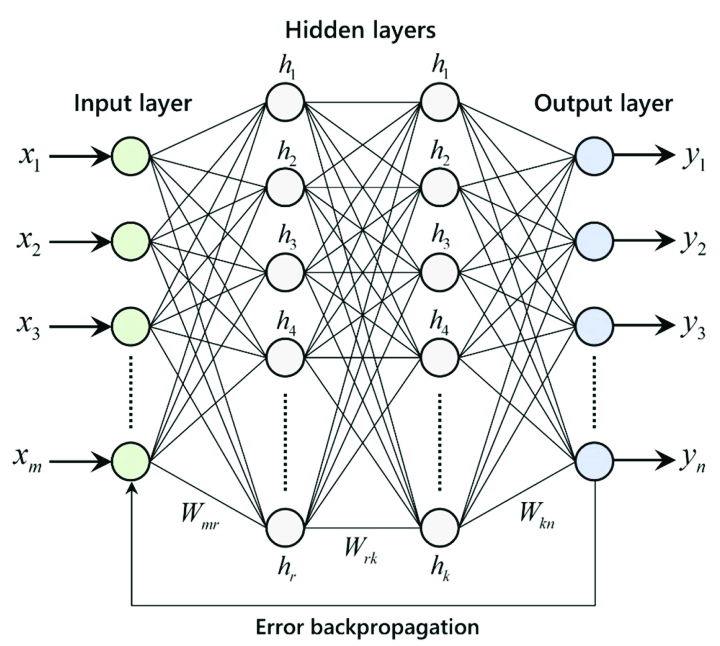 Hidden layers
h₁ h₁
Input layer Output layer
x₁ h₂ h₂ y₁
x₂ h₃ h₃ y₂
x₃ h₄ h₄ y₃
xₘ yₙ
Wₘᵣ Wₖₙ
Wᵣₖ
hᵣ hₖ
Error backpropagation